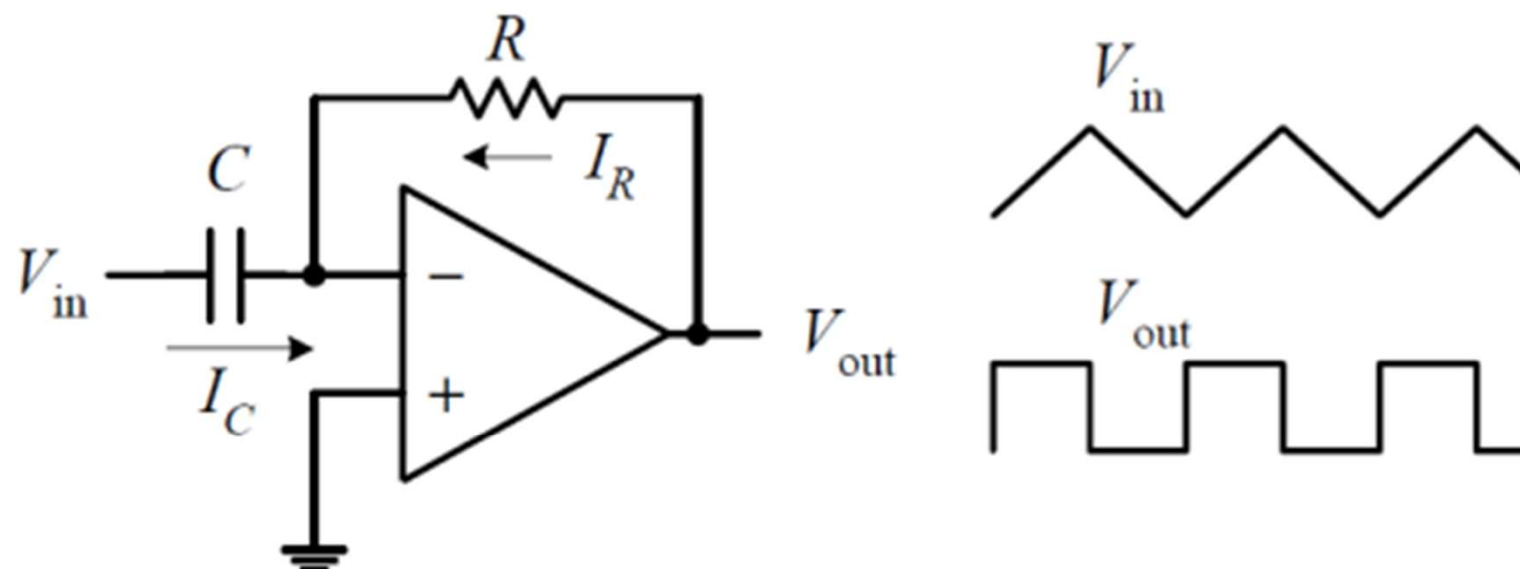 R
I_R
C
V_in
−
+
I_C
V_out
V_in
V_out